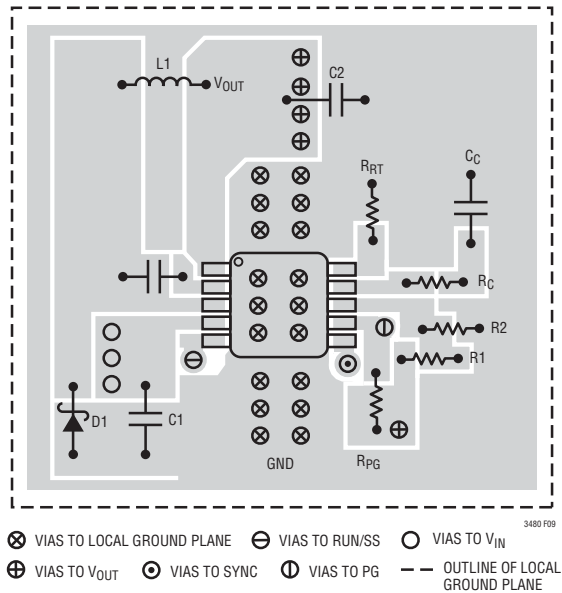 L1
VOUT
C2
RRT
CC
RC
R2
R1
D1
C1
GND
RPG
3480 F09
VIAS TO LOCAL GROUND PLANE
VIAS TO RUN/SS
VIAS TO VIN
VIAS TO VOUT
VIAS TO SYNC
VIAS TO PG
OUTLINE OF LOCAL
GROUND PLANE